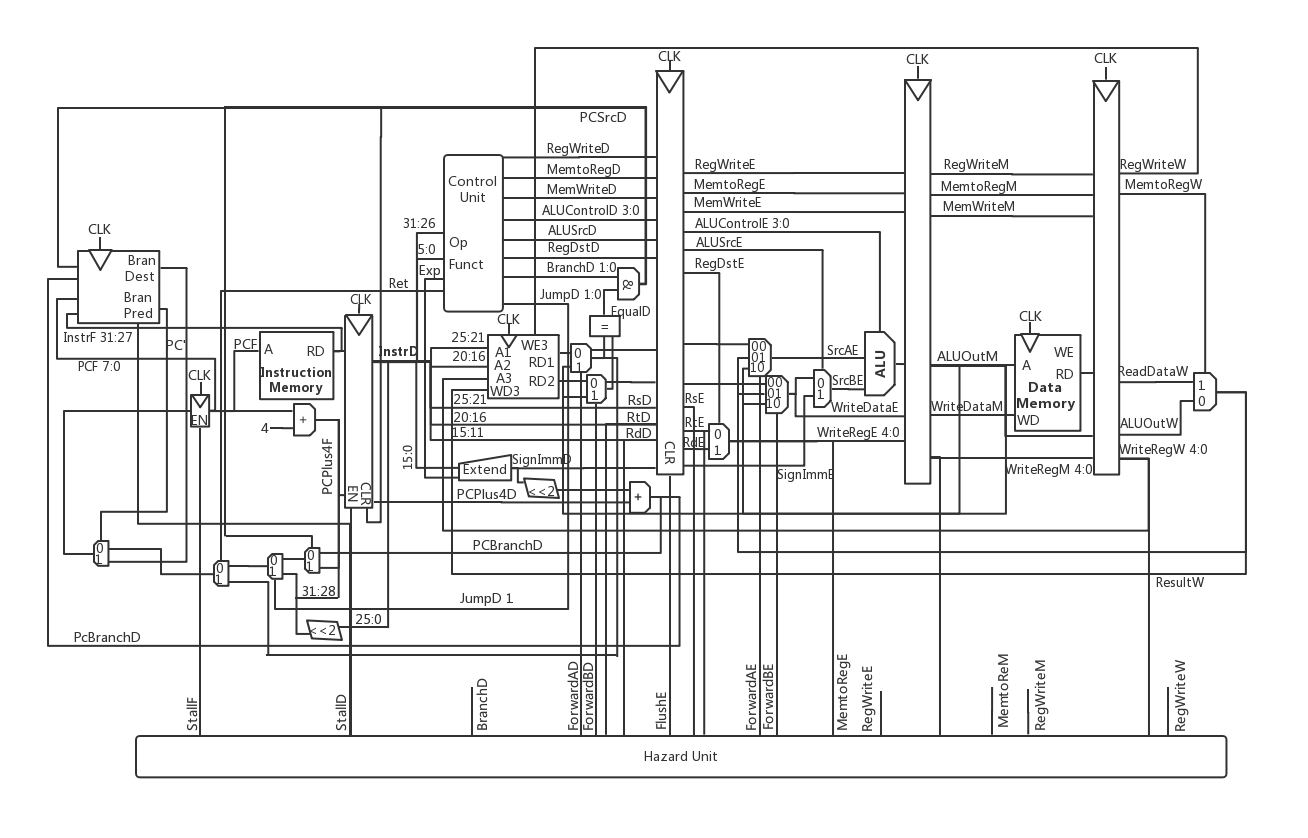 CLK
CLK
CLK
PCSrcD
RegWriteD
MemtoRegD
MemWriteD
ALUControlD 3:0
ALUSrcD
RegDstD
BranchD 1:0
JumpD 1:0
Control
Unit
Op
Funct
31:26
5:0
Exp
Ret
RegWriteE
MemtoRegE
MemWriteE
ALUControlE 3:0
ALUSrcE
RegDstE
RegWriteM
MemtoRegM
MemWriteM
RegWriteW
MemtoRegW
CLK
Bran
Dest
Bran
Pred
InstrF 31:27
PC'
PCF 7:0
CLK
EN
PCF
A
RD
Instruction
Memory
4
+
PCPlus4F
CLK
EN
CLR
InstrD
&
EqualD
=
CLK
25:21
20:16
A1
A2
A3
WD3
WE3
RD1
RD2
0
1
0
1
25:21
20:16
15:11
RsD
RtD
RdD
15:0
Extend
SignImmD
<<2
PCPlus4D
+
CLR
RsE
RtE
RdE
0
1
00
01
10
00
01
10
SrcAE
0
1
SrcBE
ALU
WriteDataE
WriteRegE 4:0
SignImmE
ALUOutM
WriteDataM
WriteRegM 4:0
CLK
A
WE
RD
Data
Memory
WD
ReadDataW
ALUOutW
1
0
WriteRegW 4:0
ResultW
0
1
0
1
0
1
0
1
PCBranchD
31:28
<<2
25:0
JumpD 1
PcBranchD
StallF
StallD
BranchD
ForwardAD
ForwardBD
FlushE
ForwardAE
ForwardBE
MemtoRegE
RegWriteE
MemtoReM
RegWriteM
RegWriteW
Hazard Unit